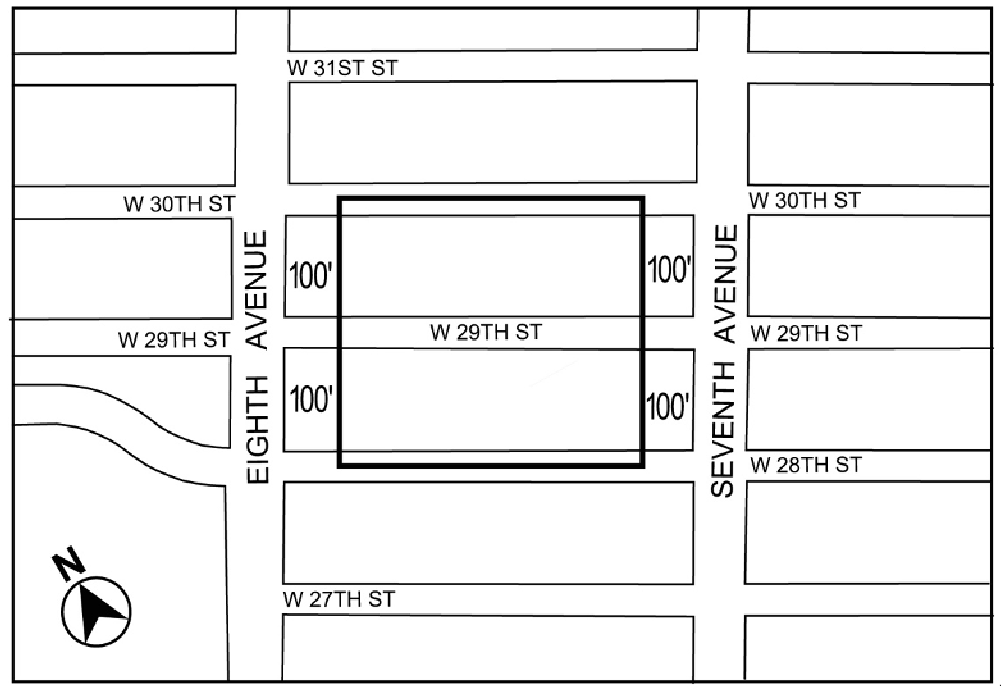 W 31ST ST
W 30TH ST
W 30TH ST
EIGHTH AVENUE
SEVENTH AVENUE
100'
100'
W 29TH ST
W 29TH ST
W 29TH ST
100'
100'
W 28TH ST
N
W 27TH ST